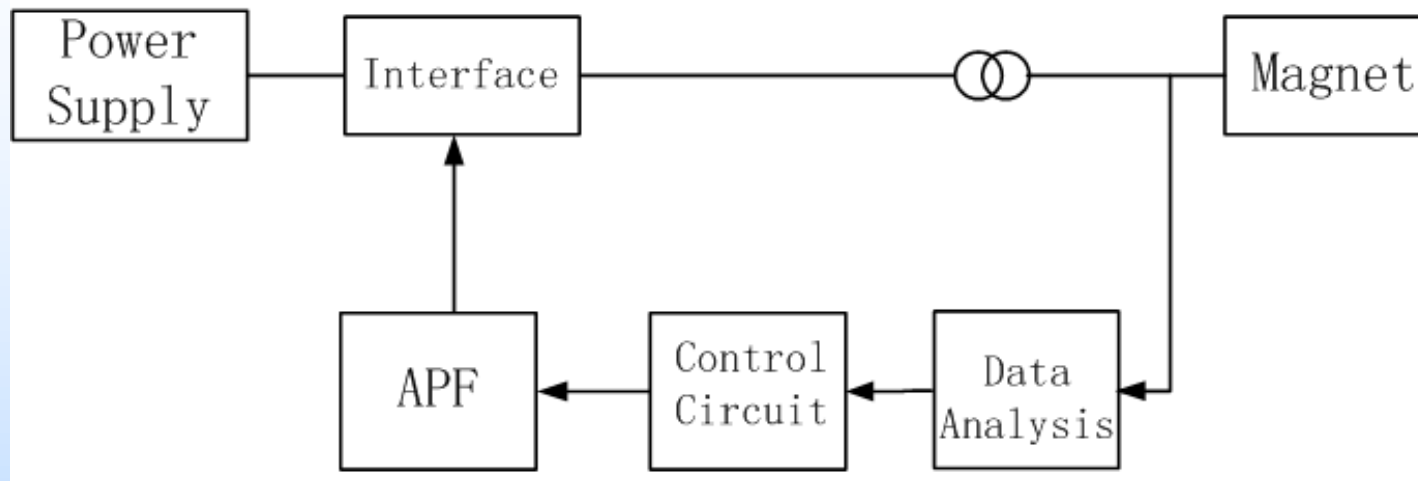 Power
Supply
Interface
Magnet
APF
Control
Circuit
Data
Analysis